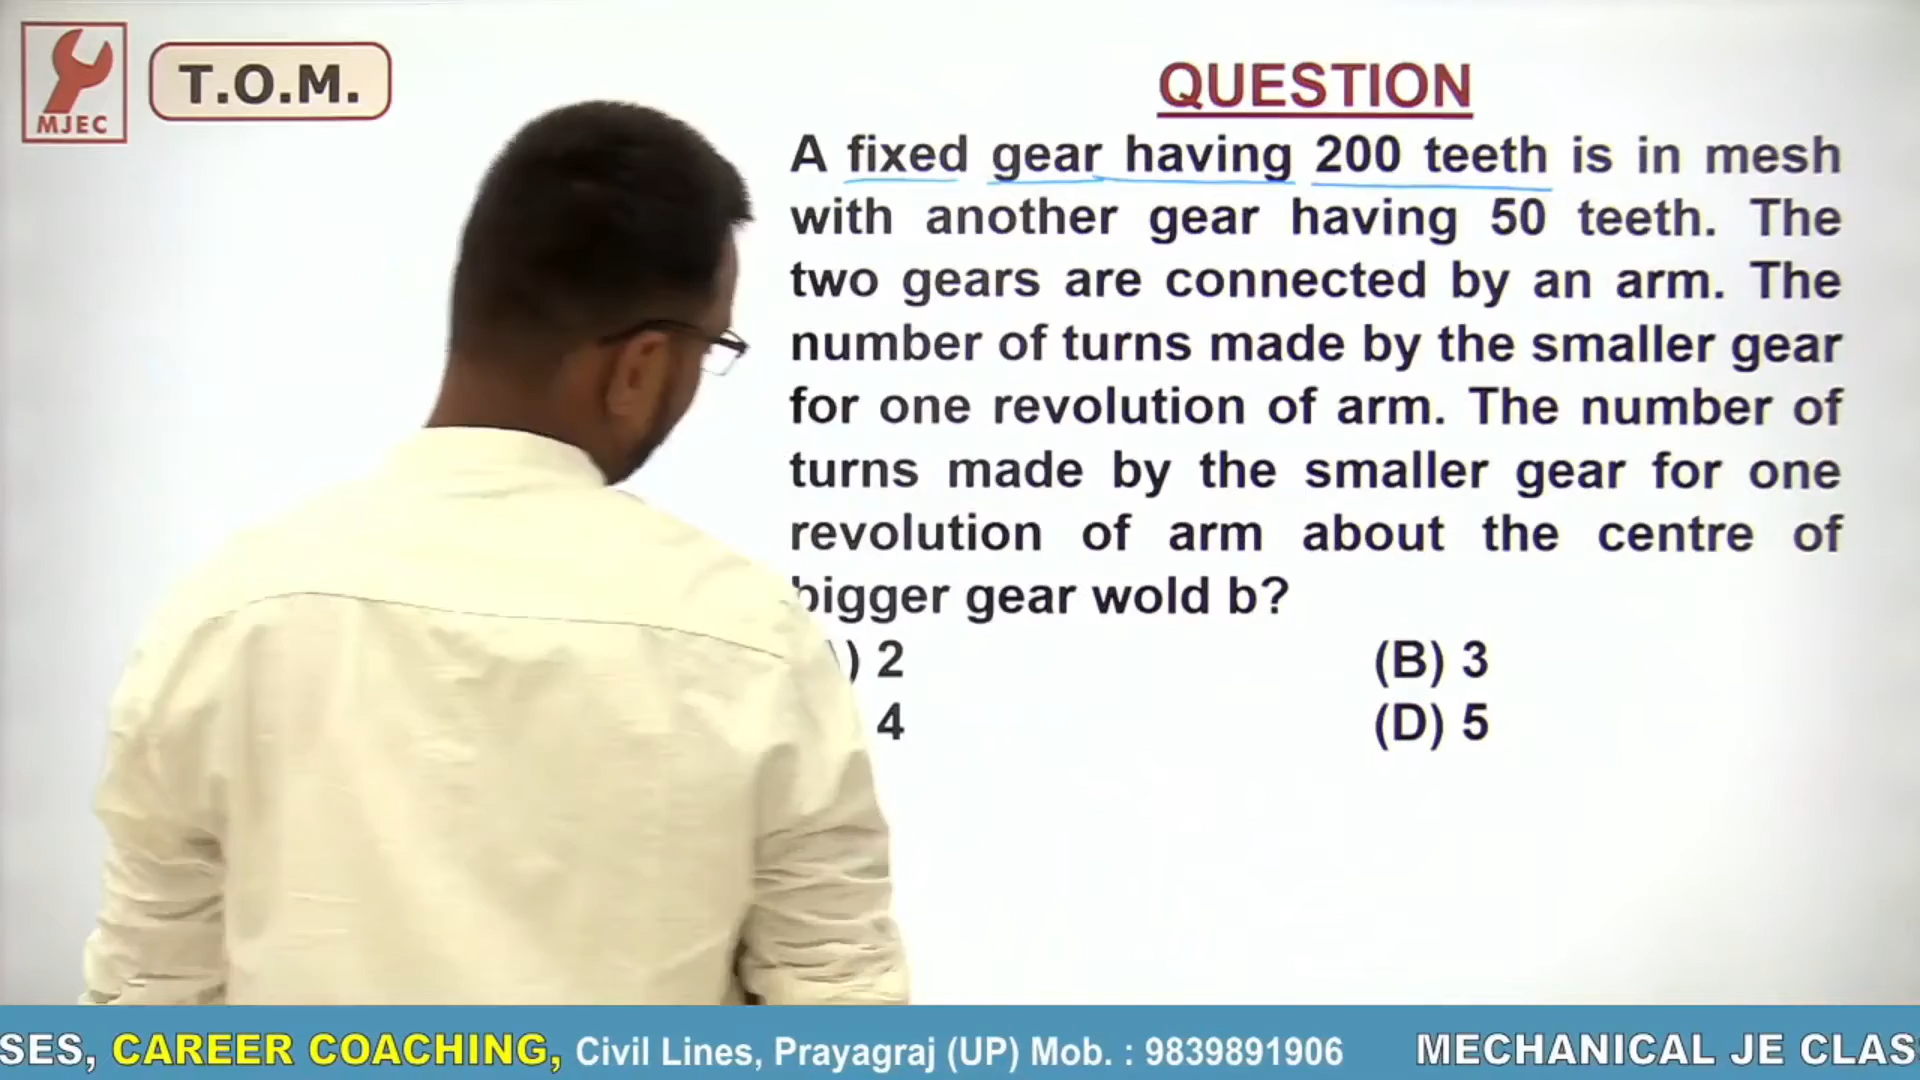 MJEC
T.O.M.
QUESTION
A fixed gear having 200 teeth is in mesh
with another gear having 50 teeth. The
two gears are connected by an arm. The
number of turns made by the smaller gear
for one revolution of arm. The number of
turns made by the smaller gear for one
revolution of arm about the centre of
bigger gear wold b?
) 2
(B) 3
4
(D) 5
SES, CAREER COACHING, Civil Lines, Prayagraj (UP) Mob. : 9839891906 MECHANICAL JE CLAS